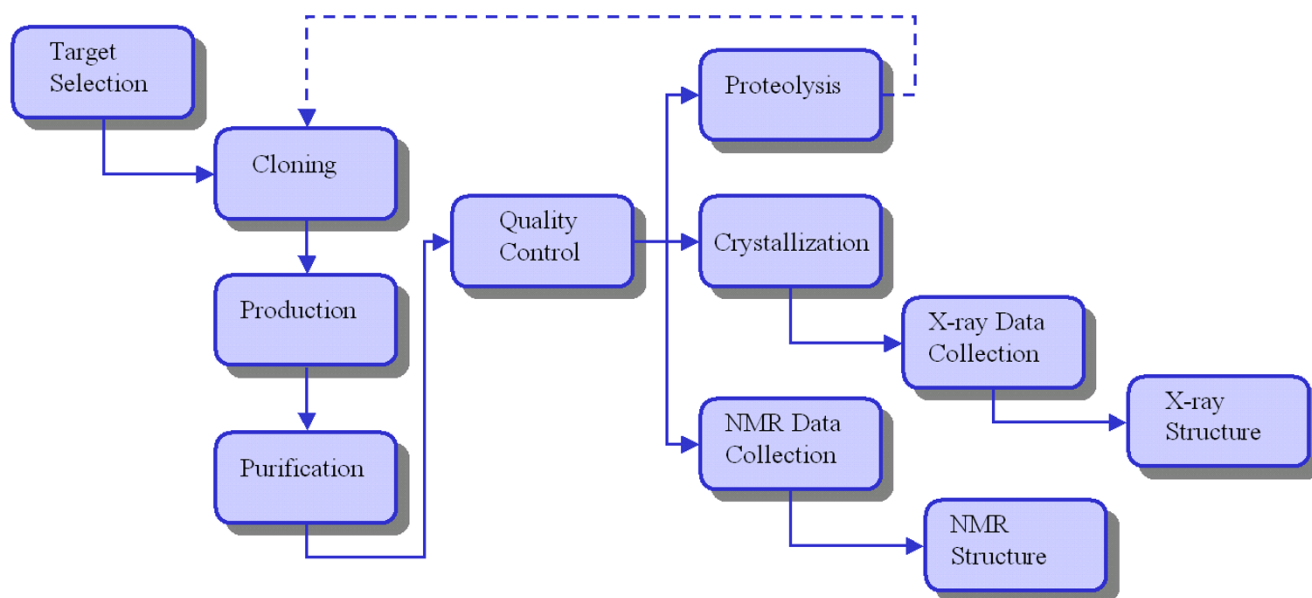 Target
Selection
Cloning
Production
Purification
Quality
Control
Proteolysis
Crystallization
X-ray Data
Collection
X-ray
Structure
NMR Data
Collection
NMR
Structure